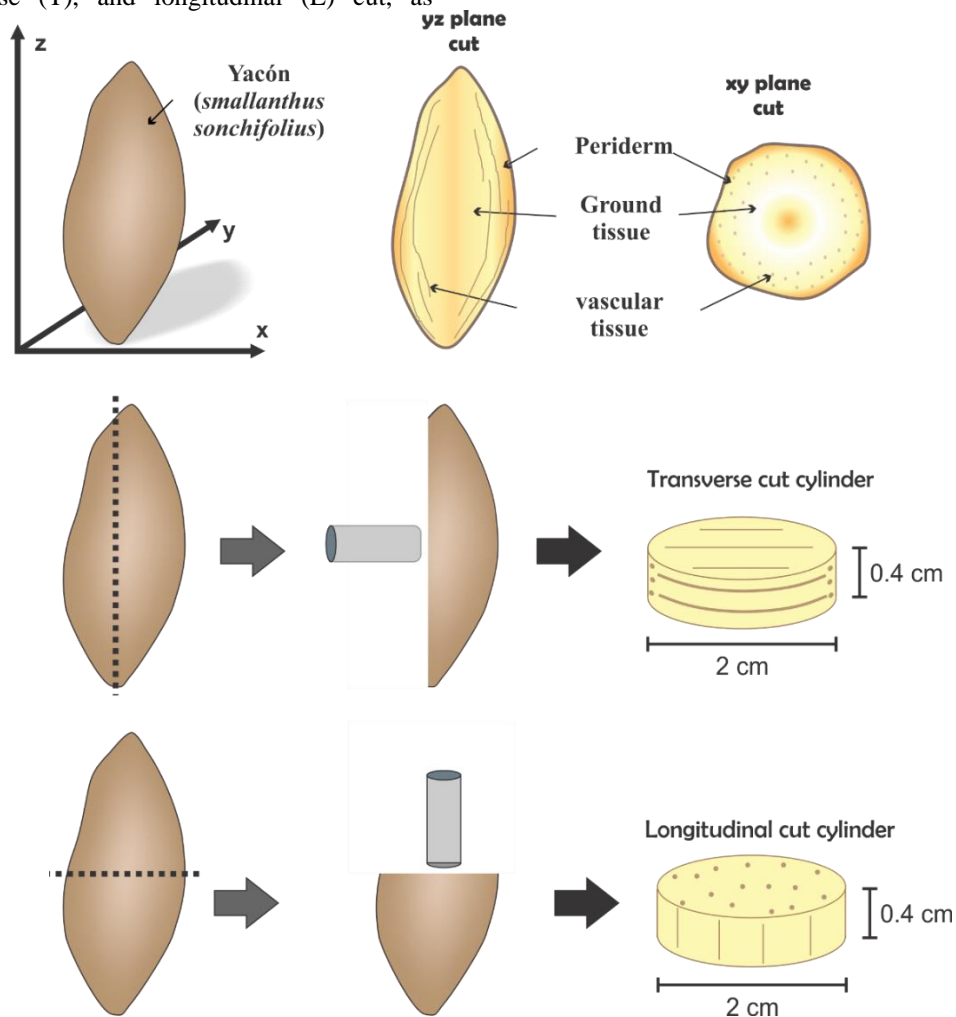 se (T), and longitudinal (L) cut, as
yz plane
cut
z
Yacón
(smallanthus
sonchifolius)
xy plane
cut
Periderm
Ground
tissue
y
vascular
tissue
x
Transverse cut cylinder
0.4 cm
2 cm
Longitudinal cut cylinder
0.4 cm
2 cm